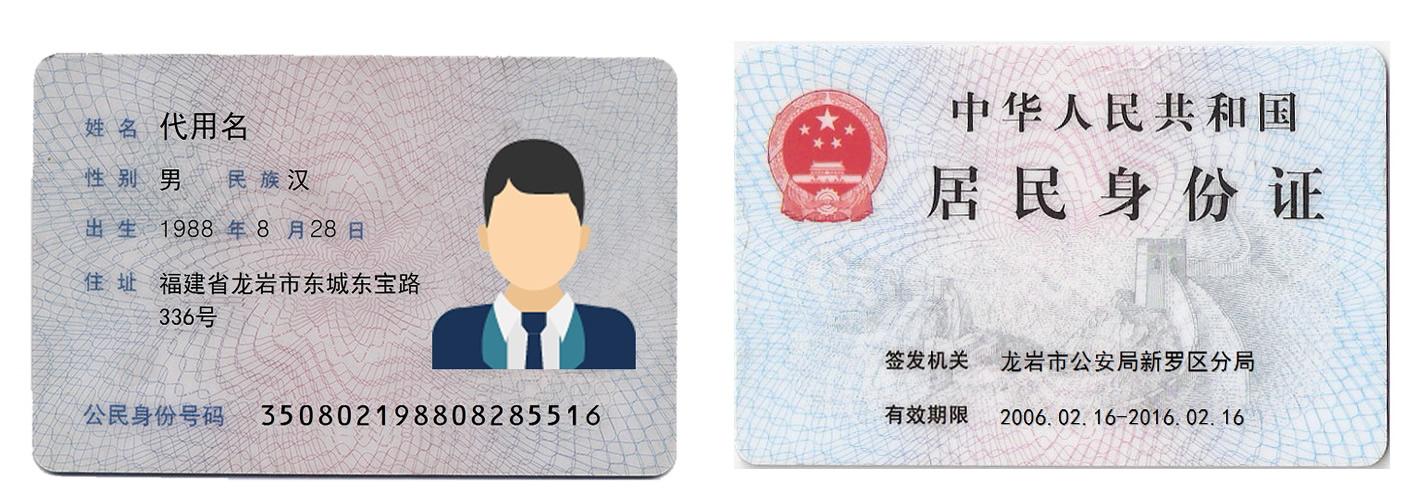 姓名 代用名
性别 男 民族 汉
出生 1988 年 8 月 28 日
住址 福建省龙岩市东城东宝路
336号
公民身份号码 350802198808285516
中华人民共和国
居民身份证
签发机关 龙岩市公安局新罗区分局
有效期限 2006.02.16-2016.02.16